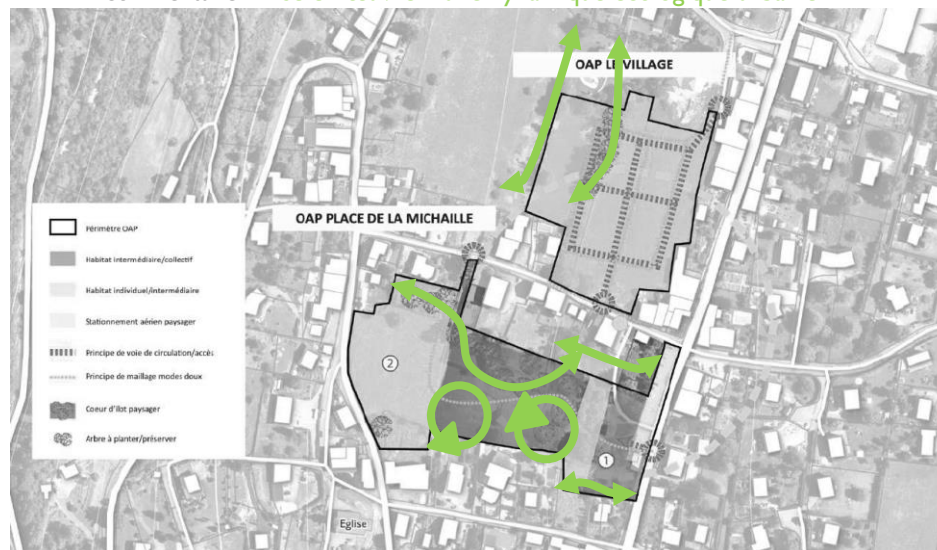 OAP LE VILLAGE
OAP PLACE DE LA MICHAILLE
Périmètre OAP
Habitat intermédiaire/collectif
Habitat individuel/intermédiaire
Stationnement aérien paysager
Principe de voie de circulation/accès
Principe de maillage modes doux
Coeur d'îlot paysager
Arbre à planter/préserver
2
1
Eglise